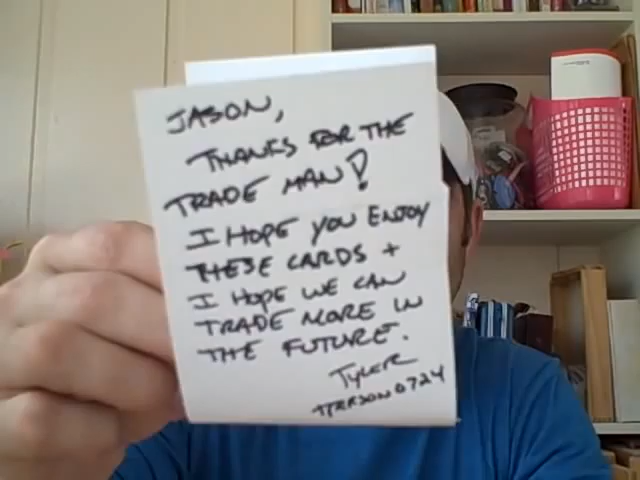 JASON,
THANKS FOR THE
TRADE MAN!
I HOPE YOU ENJOY
THESE CARDS +
I HOPE WE CAN
TRADE MORE IN
THE FUTURE.
TYLER